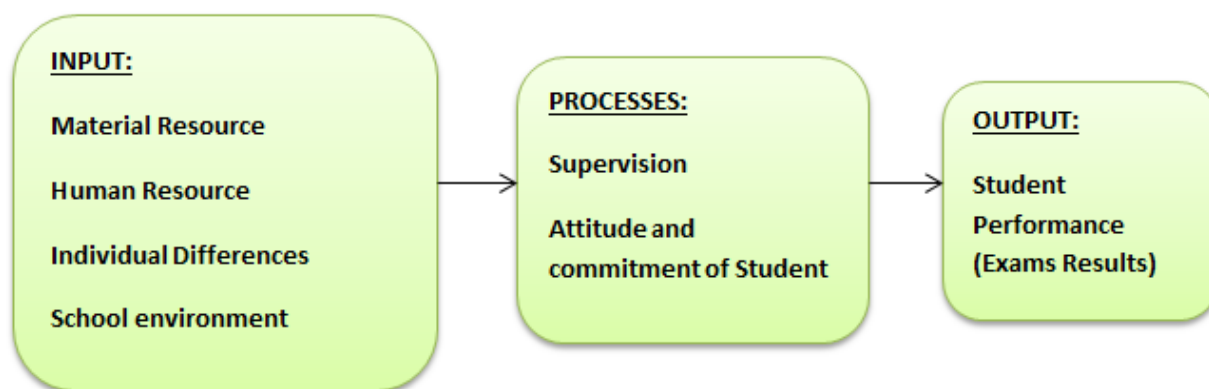 INPUT:
Material Resource
Human Resource
Individual Differences
School environment
PROCESSES:
Supervision
Attitude and
commitment of Student
OUTPUT:
Student
Performance
(Exams Results)